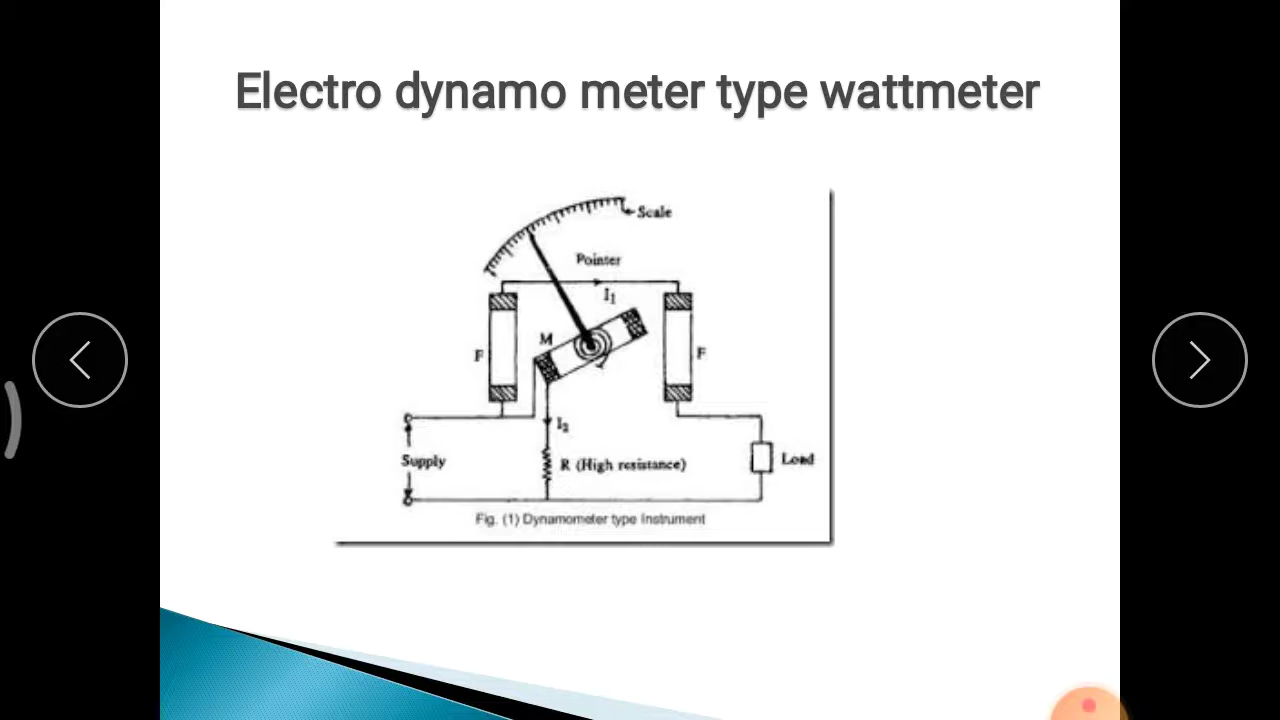 Electro dynamo meter type wattmeter
Scale
Pointer
I1
M
F
F
I2
Supply
R (High resistance)
Load
Fig. (1) Dynamometer type Instrument